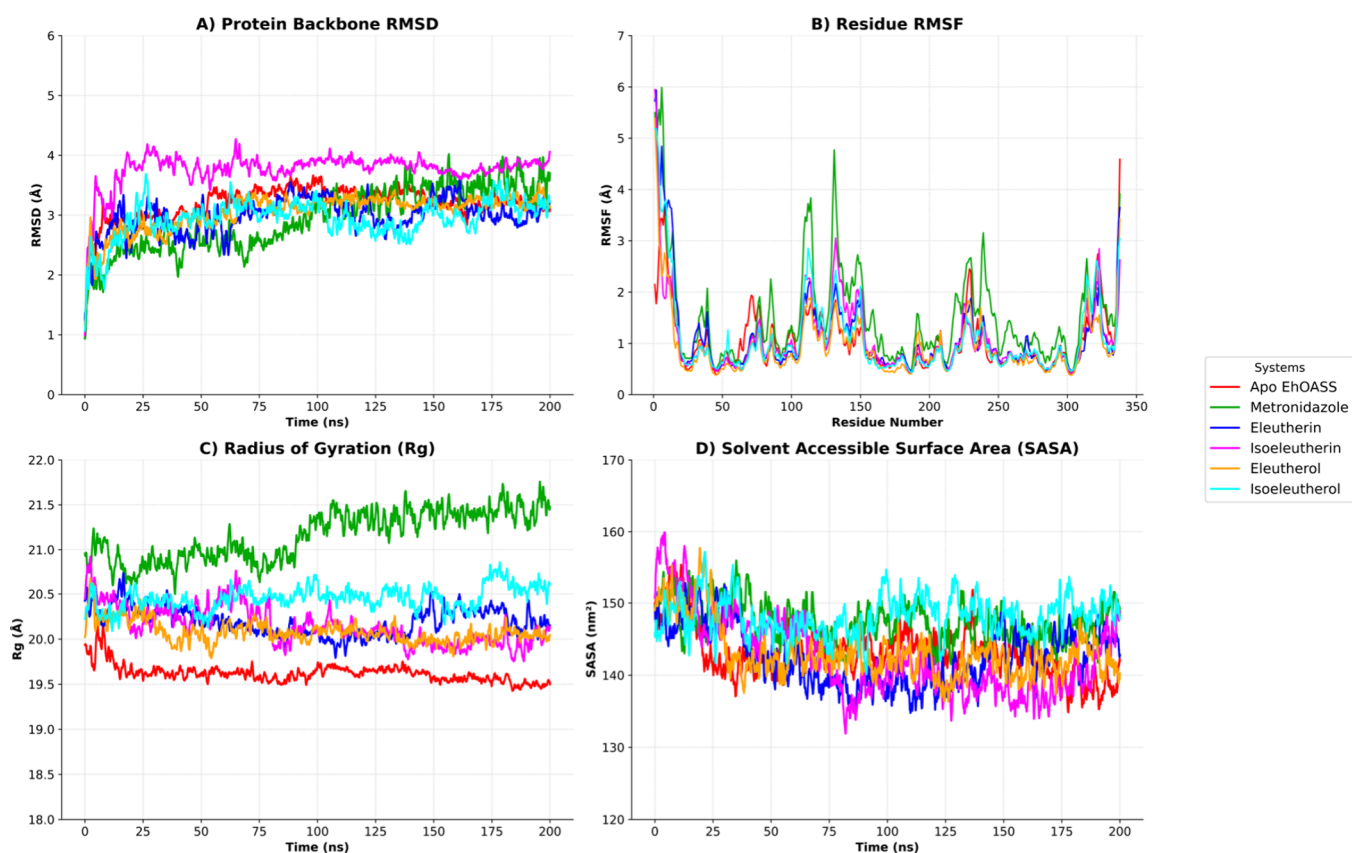 A) Protein Backbone RMSD
6
5
4
3
2
1
0
RMSD (Å)
0 25 50 75 100 125 150 175 200
Time (ns)
B) Residue RMSF
7
6
5
4
3
2
1
0
RMSF (Å)
0 50 100 150 200 250 300 350
Residue Number
C) Radius of Gyration (Rg)
22.0
21.5
21.0
20.5
20.0
19.5
19.0
18.5
18.0
Rg (Å)
0 25 50 75 100 125 150 175 200
Time (ns)
D) Solvent Accessible Surface Area (SASA)
170
160
150
140
130
120
SASA (nm²)
0 25 50 75 100 125 150 175 200
Time (ns)
Systems
Apo EhOASS
Metronidazole
Eleutherin
Isoeleutherin
Eleutherol
Isoeleutherol